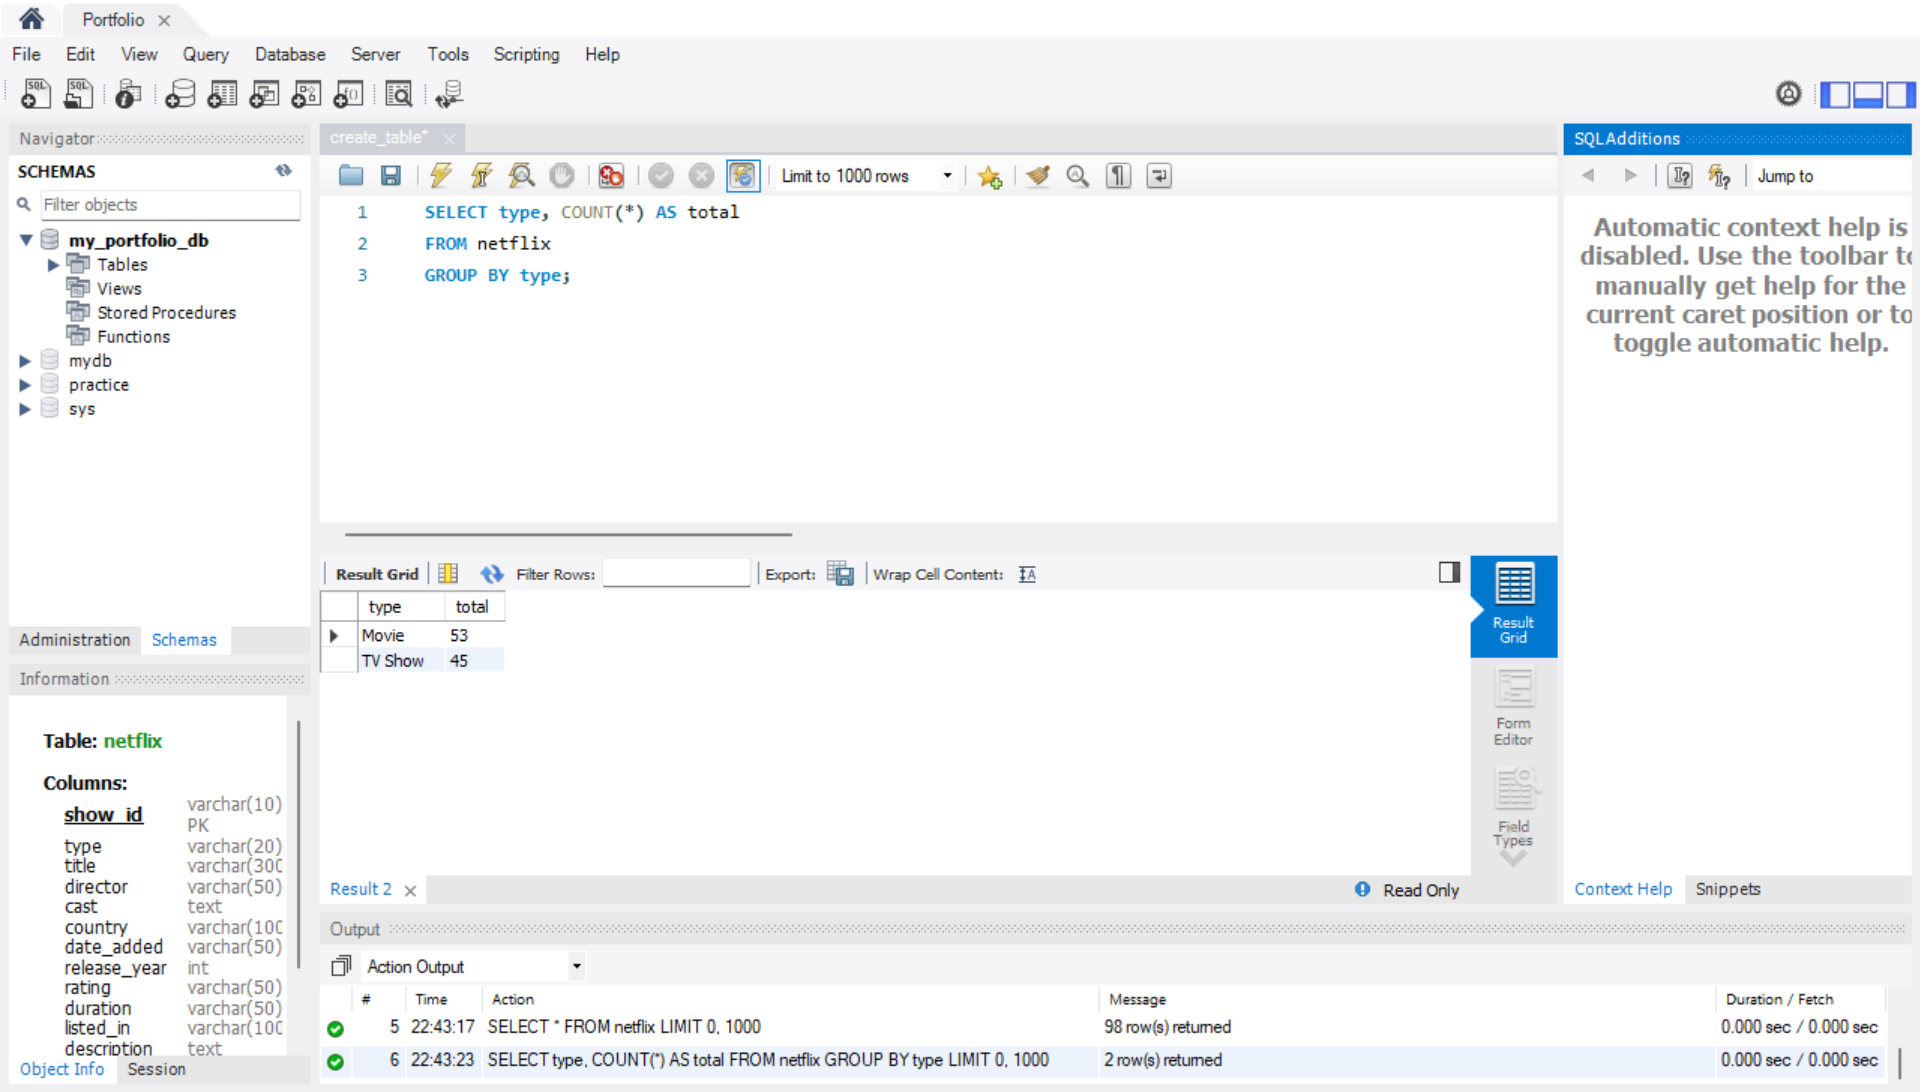 Portfolio
File Edit View Query Database Server Tools Scripting Help
Navigator
SCHEMAS
Filter objects
my_portfolio_db
Tables
Views
Stored Procedures
Functions
mydb
practice
sys
Administration Schemas
Information
Table: netflix
Columns:
show_id varchar(10) PK
type varchar(20)
title varchar(300
director varchar(50)
cast text
country varchar(100
date_added varchar(50)
release_year int
rating varchar(50)
duration varchar(50)
listed_in varchar(100
description text
Object Info Session
create_table*
Limit to 1000 rows
1 SELECT type, COUNT(*) AS total
2 FROM netflix
3 GROUP BY type;
Result Grid Filter Rows: Export: Wrap Cell Content:
type total
Movie 53
TV Show 45
Result Grid
Form Editor
Field Types
Result 2 Read Only
SQLAdditions
Jump to
Automatic context help is
disabled. Use the toolbar to
manually get help for the
current caret position or to
toggle automatic help.
Context Help Snippets
Output
Action Output
# Time Action Message Duration / Fetch
5 22:43:17 SELECT * FROM netflix LIMIT 0, 1000 98 row(s) returned 0.000 sec / 0.000 sec
6 22:43:23 SELECT type, COUNT(*) AS total FROM netflix GROUP BY type LIMIT 0, 1000 2 row(s) returned 0.000 sec / 0.000 sec